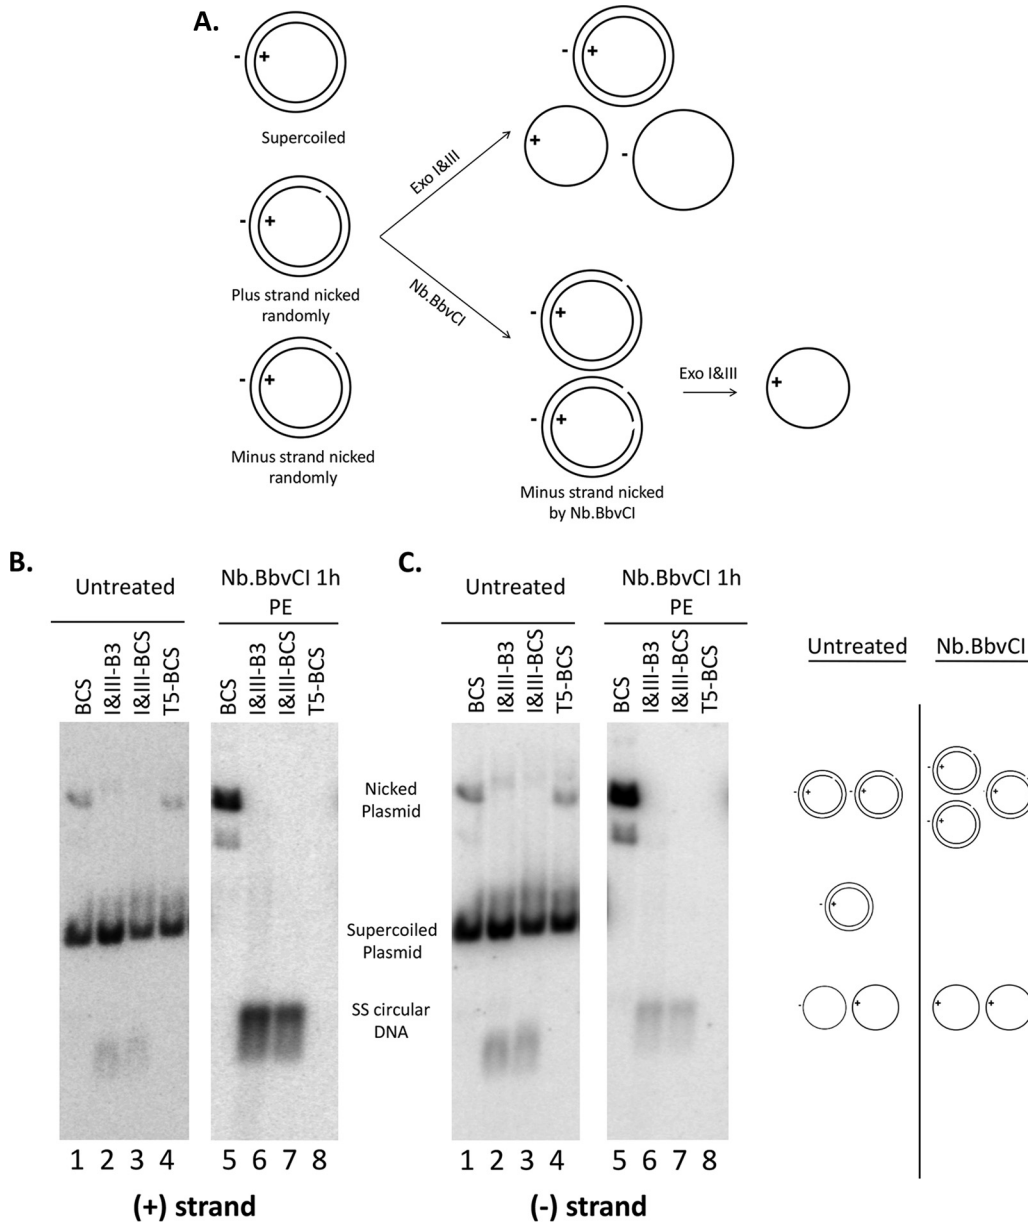 A.
- +
Supercoiled
- +
Plus strand nicked
randomly
- +
Minus strand nicked
randomly
Exo I&III
Nb.BbvCI
- +
+
-
- +
- +
Minus strand nicked
by Nb.BbvCI
Exo I&III
+
B.
Untreated
Nb.BbvCI 1h
PE
BCS
I&III-B3
I&III-BCS
T5-BCS
BCS
I&III-B3
I&III-BCS
T5-BCS
1 2 3 4 5 6 7 8
(+) strand
Nicked
Plasmid
Supercoiled
Plasmid
SS circular
DNA
C.
Untreated
Nb.BbvCI 1h
PE
BCS
I&III-B3
I&III-BCS
T5-BCS
BCS
I&III-B3
I&III-BCS
T5-BCS
1 2 3 4 5 6 7 8
(-) strand
Untreated
Nb.BbvCI
- + - +
- +
- +
- +
- +
- +
- +
+ +